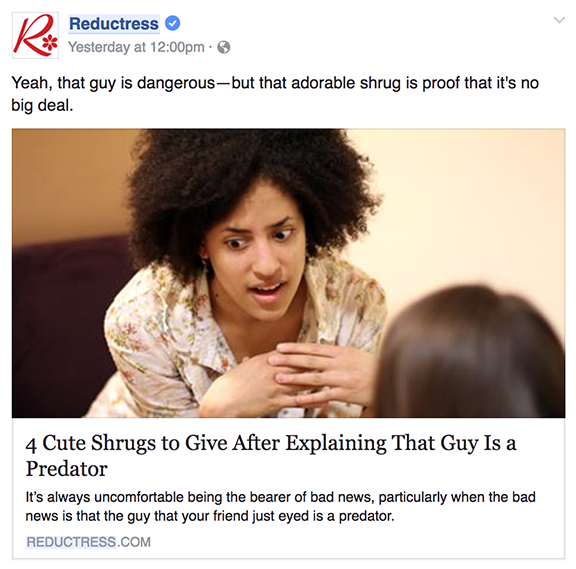 Reductress
Yesterday at 12:00pm ·
Yeah, that guy is dangerous—but that adorable shrug is proof that it's no
big deal.
4 Cute Shrugs to Give After Explaining That Guy Is a
Predator
It's always uncomfortable being the bearer of bad news, particularly when the bad
news is that the guy that your friend just eyed is a predator.
REDUCTRESS.COM